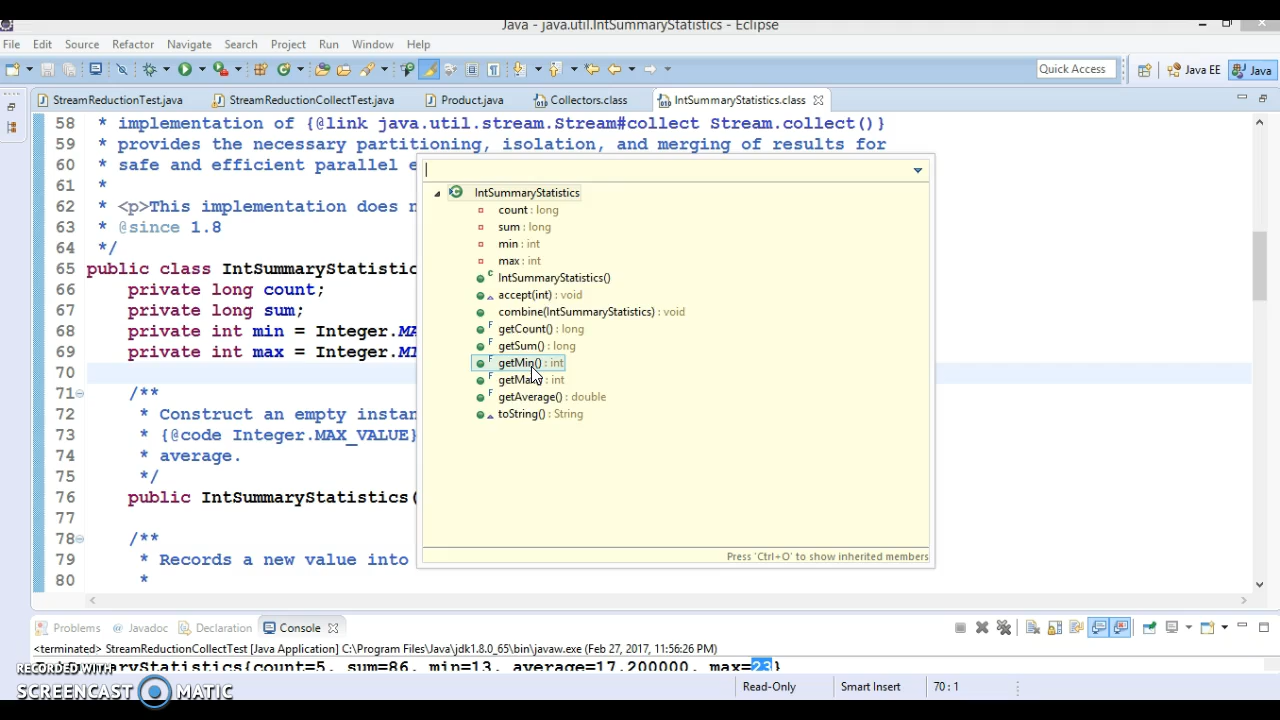 Java - java.util.IntSummaryStatistics - Eclipse
File Edit Source Refactor Navigate Search Project Run Window Help
Quick Access Java EE Java
StreamReductionTest.java StreamReductionCollectTest.java Product.java Collectors.class IntSummaryStatistics.class
58 * implementation of {@link java.util.stream.Stream#collect Stream.collect()}
59 * provides the necessary partitioning, isolation, and merging of results for
60 * safe and efficient parallel e
61 *
62 * <p>This implementation does n
63 * @since 1.8
64 */
65 public class IntSummaryStatistic
66 private long count;
67 private long sum;
68 private int min = Integer.MA
69 private int max = Integer.MI
70
71 /**
72 * Construct an empty instan
73 * {@code Integer.MAX_VALUE}
74 * average.
75 */
76 public IntSummaryStatistics(
77
78 /**
79 * Records a new value into
80 *
IntSummaryStatistics
count : long
sum : long
min : int
max : int
IntSummaryStatistics()
accept(int) : void
combine(IntSummaryStatistics) : void
getCount() : long
getSum() : long
getMin() : int
getMa : int
getAverage() : double
toString() : String
Press 'Ctrl+O' to show inherited members
Problems Javadoc Declaration Console
<terminated> StreamReductionCollectTest [Java Application] C:\Program Files\Java\jdk1.8.0_65\bin\javaw.exe (Feb 27, 2017, 11:56:26 PM)
mmaryStatistics{count=5, sum=86, min=13, average=17.200000, max=23}
RECORDED WITH
SCREENCAST MATIC
Read-Only Smart Insert 70 : 1